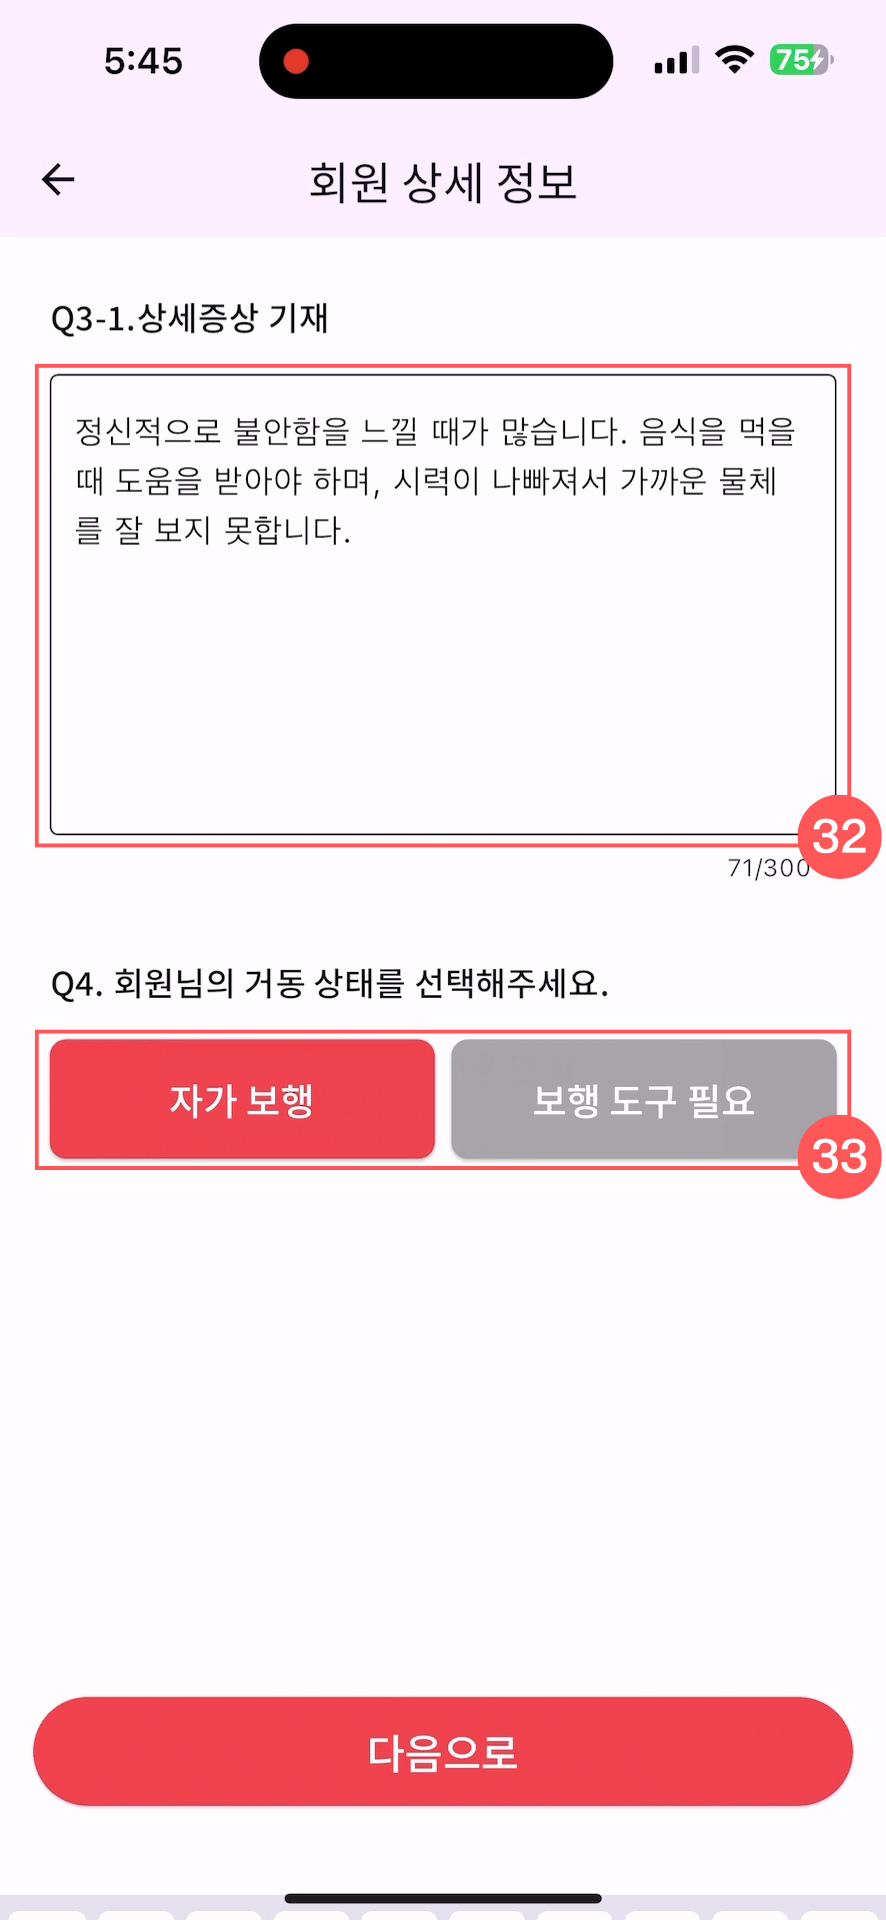 5:45
75
회원 상세 정보
Q3-1.상세증상 기재
정신적으로 불안함을 느낄 때가 많습니다. 음식을 먹을
때 도움을 받아야 하며, 시력이 나빠져서 가까운 물체
를 잘 보지 못합니다.
32
71/300
Q4. 회원님의 거동 상태를 선택해주세요.
자가 보행
보행 도구 필요
33
다음으로